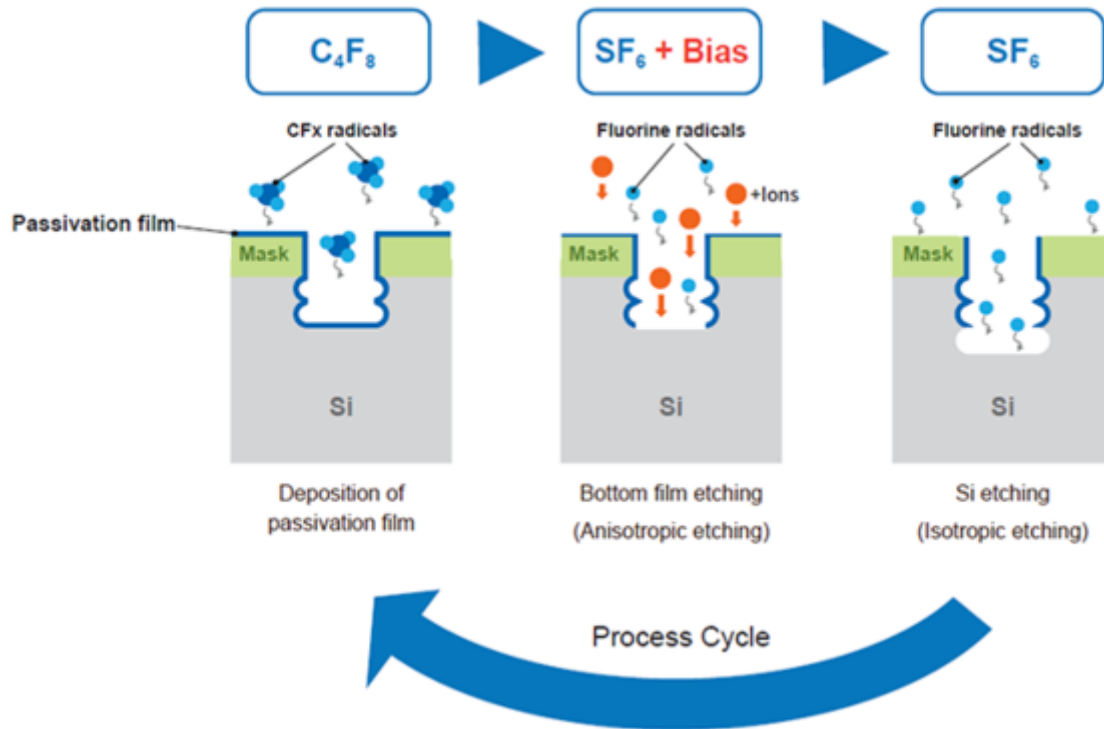 C₄F₈
SF₆ + Bias
SF₆
CFx radicals
Fluorine radicals
Fluorine radicals
+Ions
Passivation film
Mask
Mask
Mask
Si
Si
Si
Deposition of
passivation film
Bottom film etching
(Anisotropic etching)
Si etching
(Isotropic etching)
Process Cycle